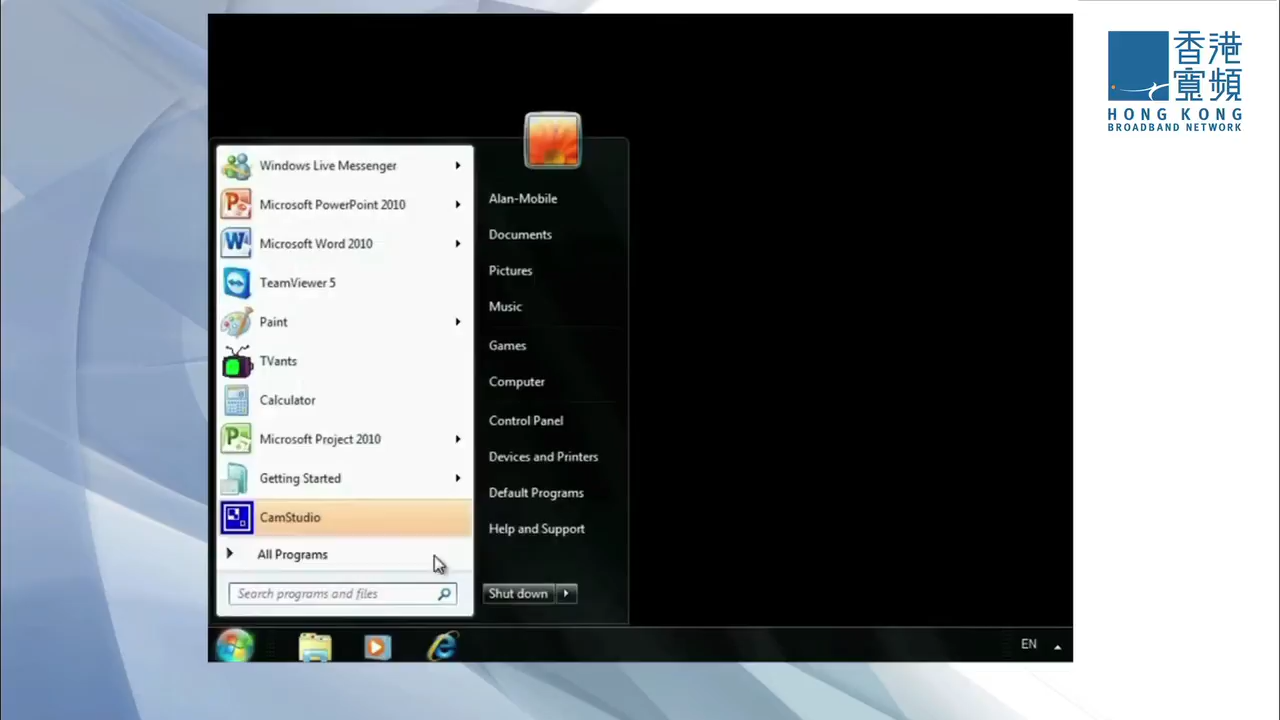 香港
寬頻
HONG KONG
BROADBAND NETWORK
Windows Live Messenger
Microsoft PowerPoint 2010
Microsoft Word 2010
TeamViewer 5
Paint
TVants
Calculator
Microsoft Project 2010
Getting Started
CamStudio
All Programs
Search programs and files
Alan-Mobile
Documents
Pictures
Music
Games
Computer
Control Panel
Devices and Printers
Default Programs
Help and Support
Shut down
EN